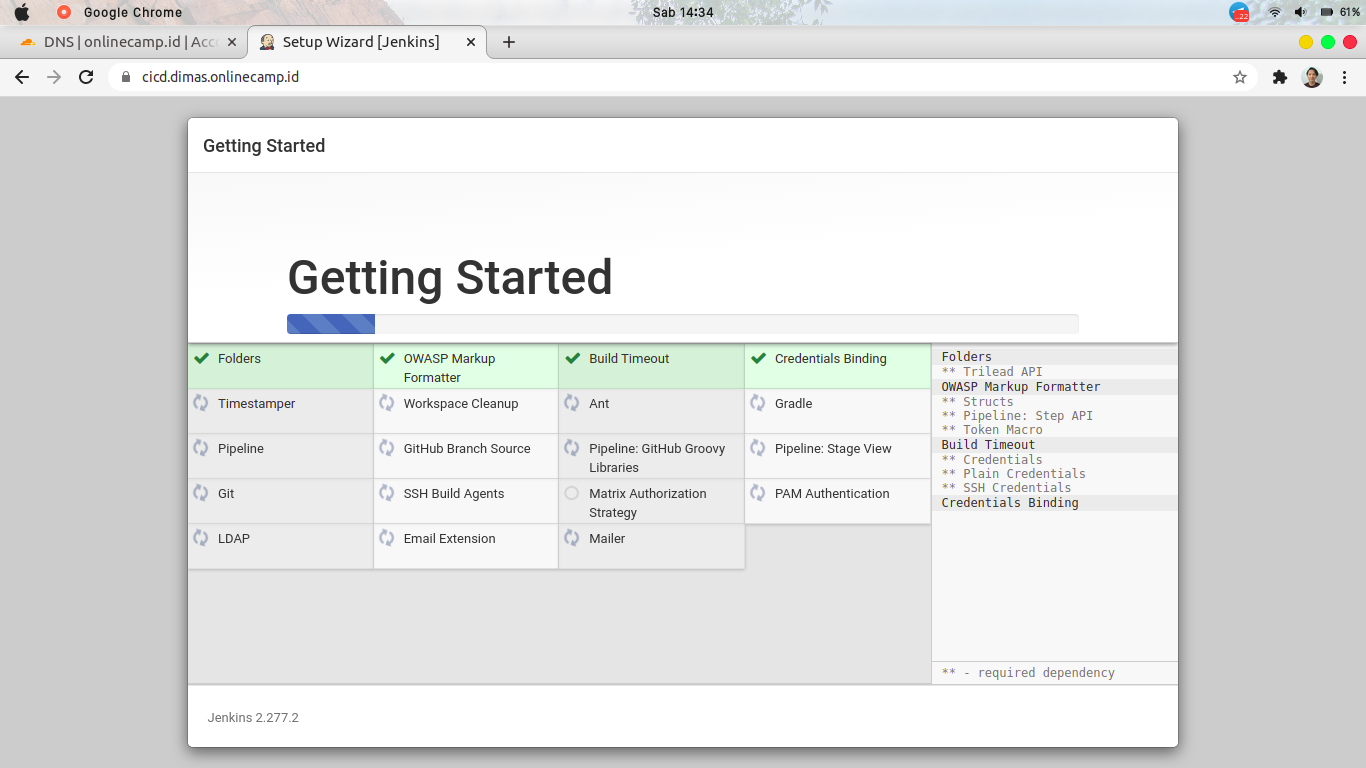 Google Chrome
Sab 14:34
22
61%
DNS | onlinecamp.id | Acc
Setup Wizard [Jenkins]
cicd.dimas.onlinecamp.id
Getting Started
Getting Started
Folders
OWASP Markup
Formatter
Build Timeout
Credentials Binding
Timestamper
Workspace Cleanup
Ant
Gradle
Pipeline
GitHub Branch Source
Pipeline: GitHub Groovy
Libraries
Pipeline: Stage View
Git
SSH Build Agents
Matrix Authorization
Strategy
PAM Authentication
LDAP
Email Extension
Mailer
Folders
** Trilead API
OWASP Markup Formatter
** Structs
** Pipeline: Step API
** Token Macro
Build Timeout
** Credentials
** Plain Credentials
** SSH Credentials
Credentials Binding
** - required dependency
Jenkins 2.277.2